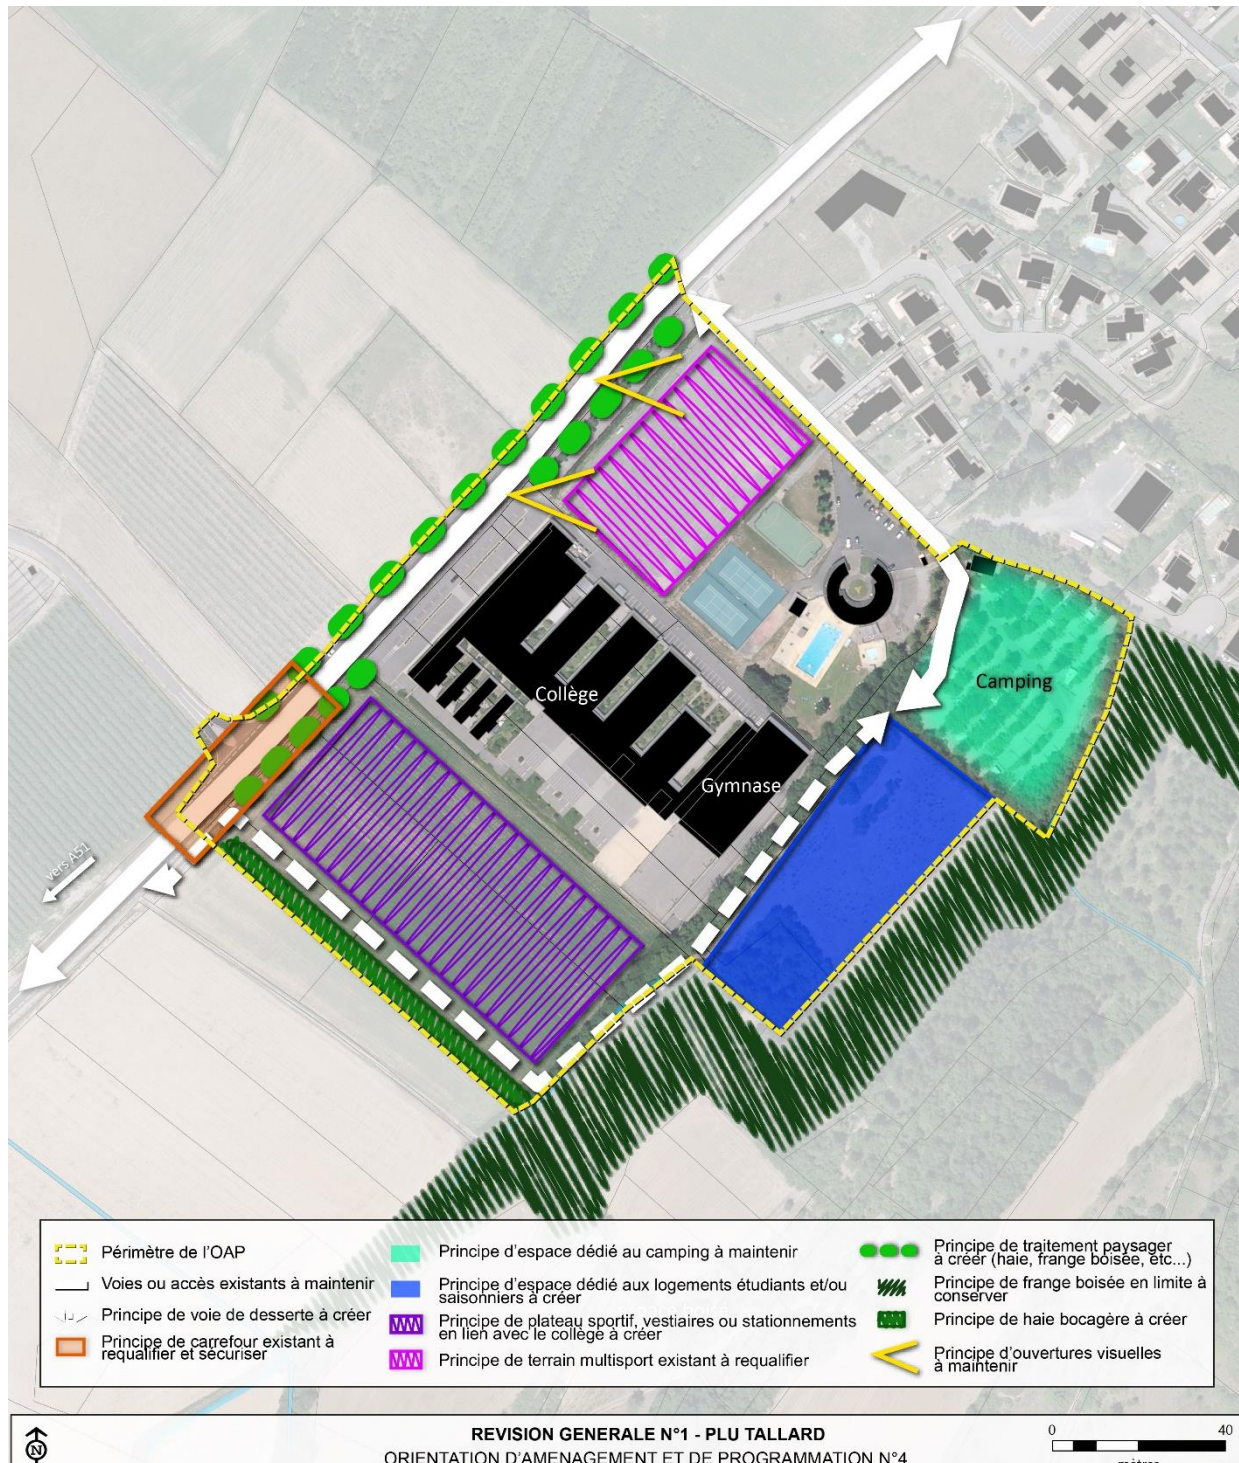 Collège
Camping
Gymnase
vers A51
Périmètre de l'OAP
Voies ou accès existants à maintenir
Principe de voie de desserte à créer
Principe de carrefour existant à
requalifier et sécuriser
Principe d'espace dédié au camping à maintenir
Principe d'espace dédié aux logements étudiants et/ou
saisonniers à créer
Principe de plateau sportif, vestiaires ou stationnements
en lien avec le collège à créer
Principe de terrain multisport existant à requalifier
Principe de traitement paysager
à créer (haie, frange boisée, etc...)
Principe de frange boisée en limite à
conserver
Principe de haie bocagère à créer
Principe d'ouvertures visuelles
à maintenir
N
REVISION GENERALE N°1 - PLU TALLARD
ORIENTATION D'AMENAGEMENT ET DE PROGRAMMATION N°4
0 40
mètres